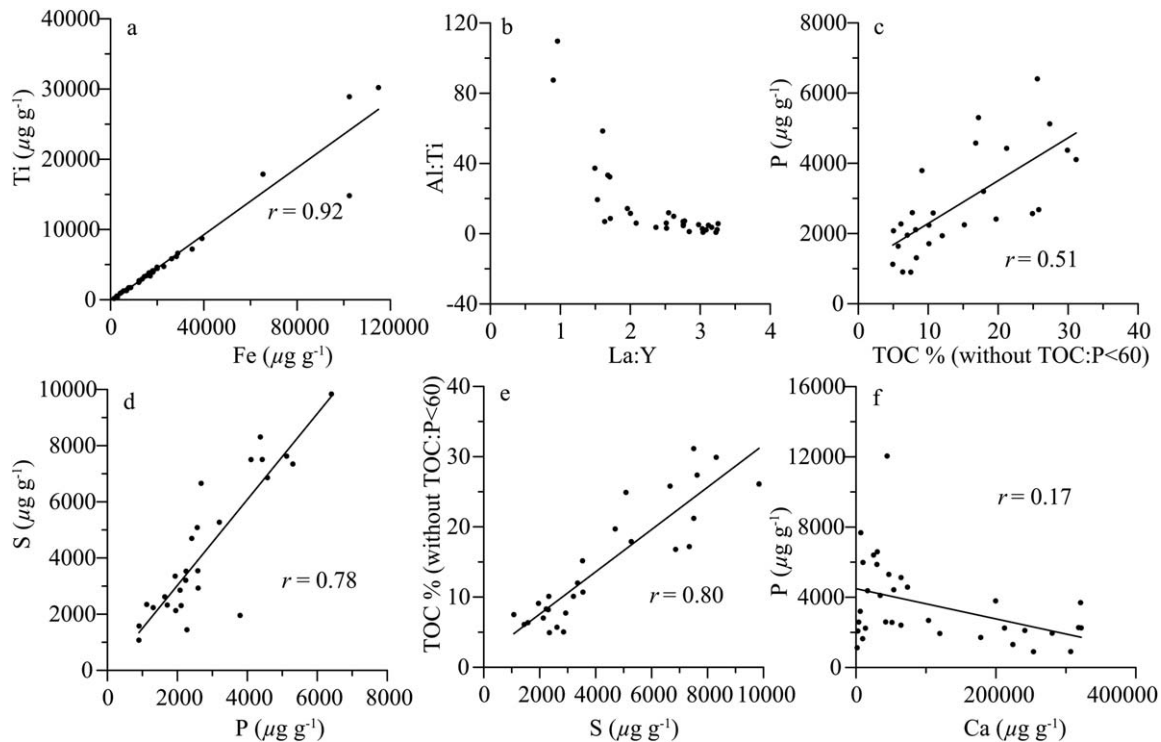 a
Ti (µg g⁻¹)
40000
30000
20000
10000
0
r = 0.92
0 40000 80000 120000
Fe (µg g⁻¹)
b
Al:Ti
120
80
40
0
-40
0 1 2 3 4
La:Y
c
P (µg g⁻¹)
8000
6000
4000
2000
0
r = 0.51
0 10 20 30 40
TOC % (without TOC:P<60)
d
S (µg g⁻¹)
10000
8000
6000
4000
2000
0
r = 0.78
0 2000 4000 6000 8000
P (µg g⁻¹)
e
TOC % (without TOC:P<60)
40
30
20
10
0
r = 0.80
0 2000 4000 6000 8000 10000
S (µg g⁻¹)
f
P (µg g⁻¹)
16000
12000
8000
4000
0
r = 0.17
0 200000 400000
Ca (µg g⁻¹)